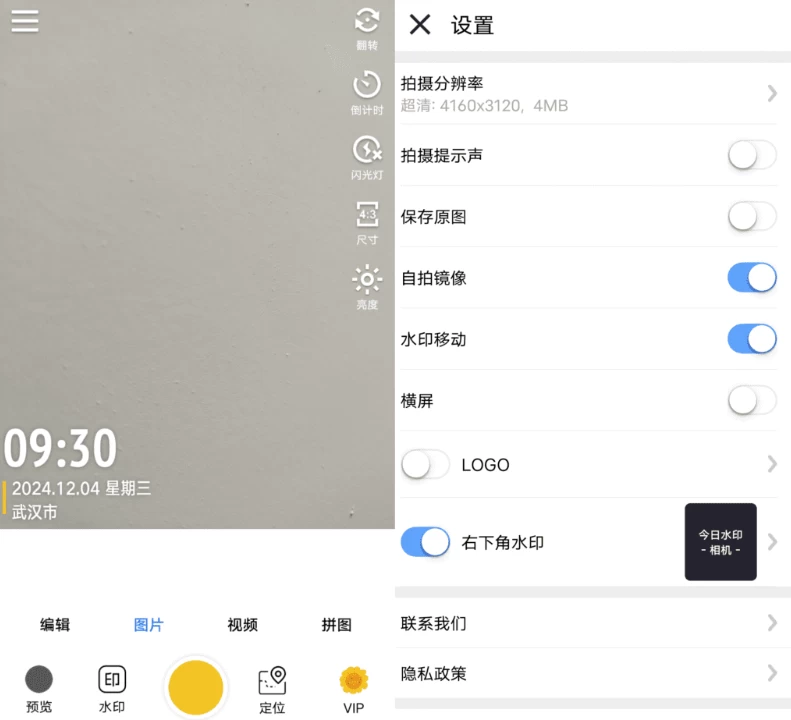 翻转
倒计时
闪光灯
4:3
尺寸
亮度
09:30
2024.12.04 星期三
武汉市
编辑
图片
视频
拼图
预览
印
水印
定位
VIP
设置
拍摄分辨率
超清: 4160x3120，4MB
拍摄提示声
保存原图
自拍镜像
水印移动
横屏
LOGO
右下角水印
今日水印
- 相机 -
联系我们
隐私政策